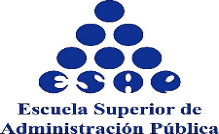 ESAP
Escuela Superior de
Administración Pública